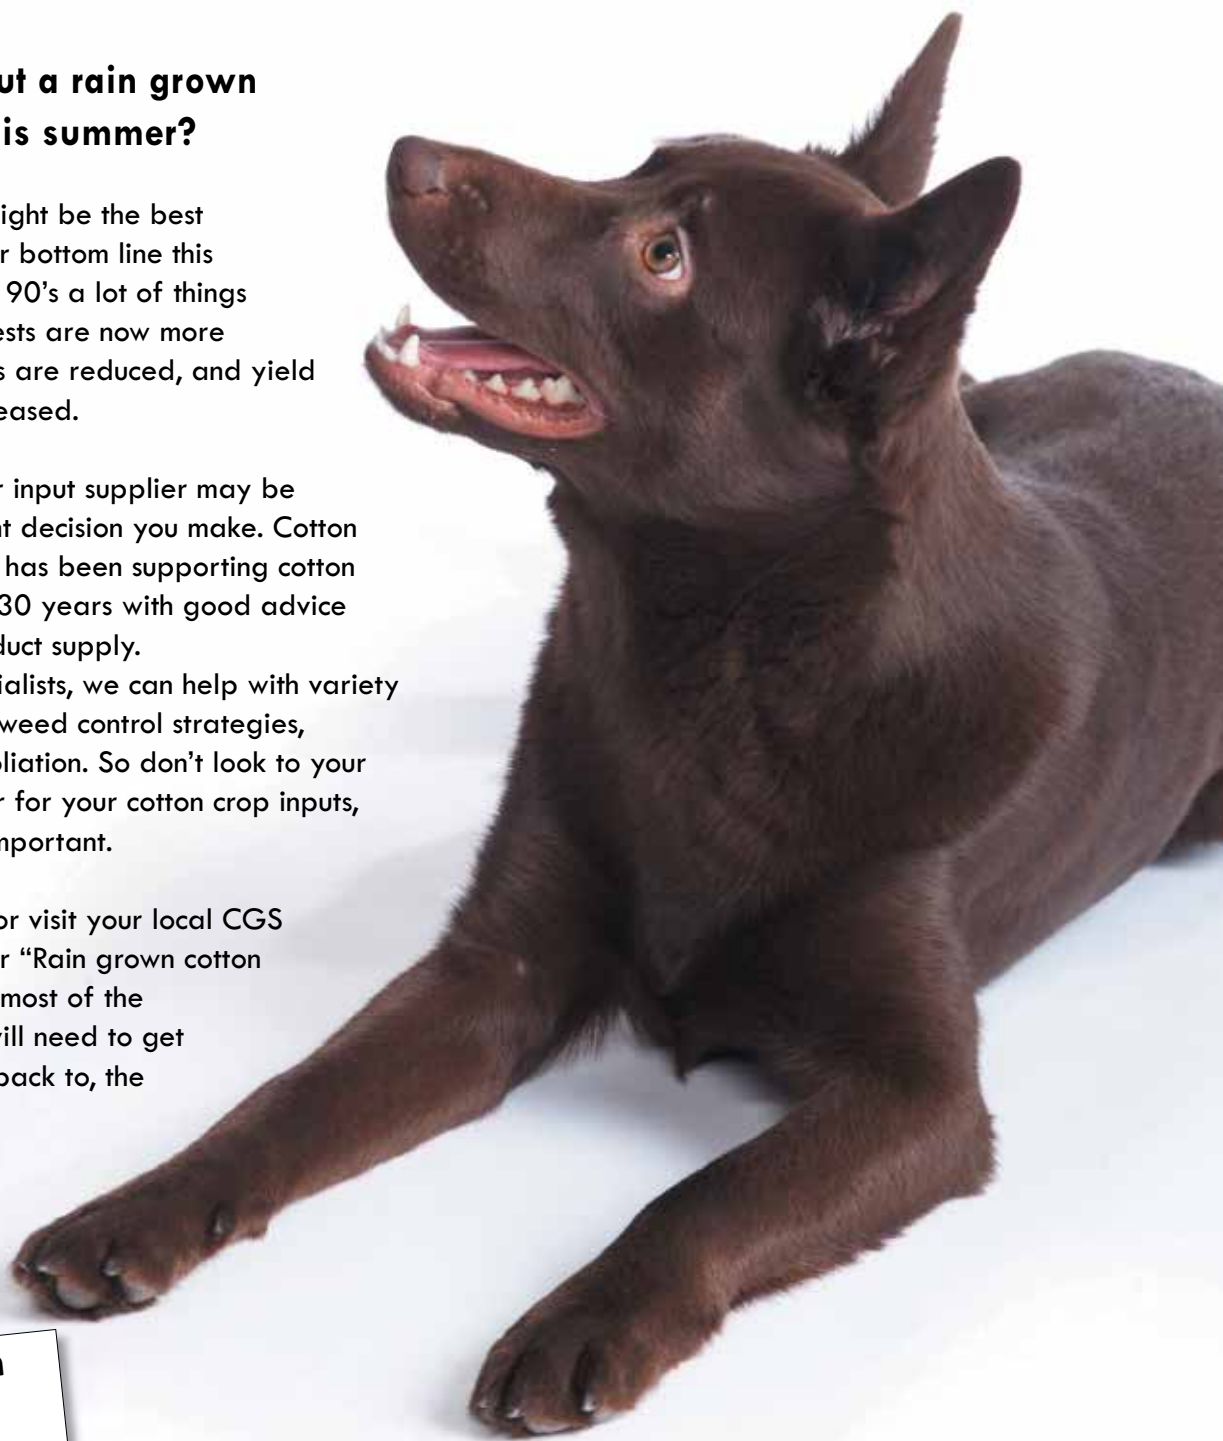 ut a rain grown
is summer?
ight be the best
r bottom line this
90’s a lot of things
ests are now more
s are reduced, and yield
eased.
r input supplier may be
nt decision you make. Cotton
has been supporting cotton
30 years with good advice
duct supply.
ialists, we can help with variety
weed control strategies,
oliation. So don’t look to your
r for your cotton crop inputs,
mportant.
or visit your local CGS
r “Rain grown cotton
most of the
will need to get
back to, the